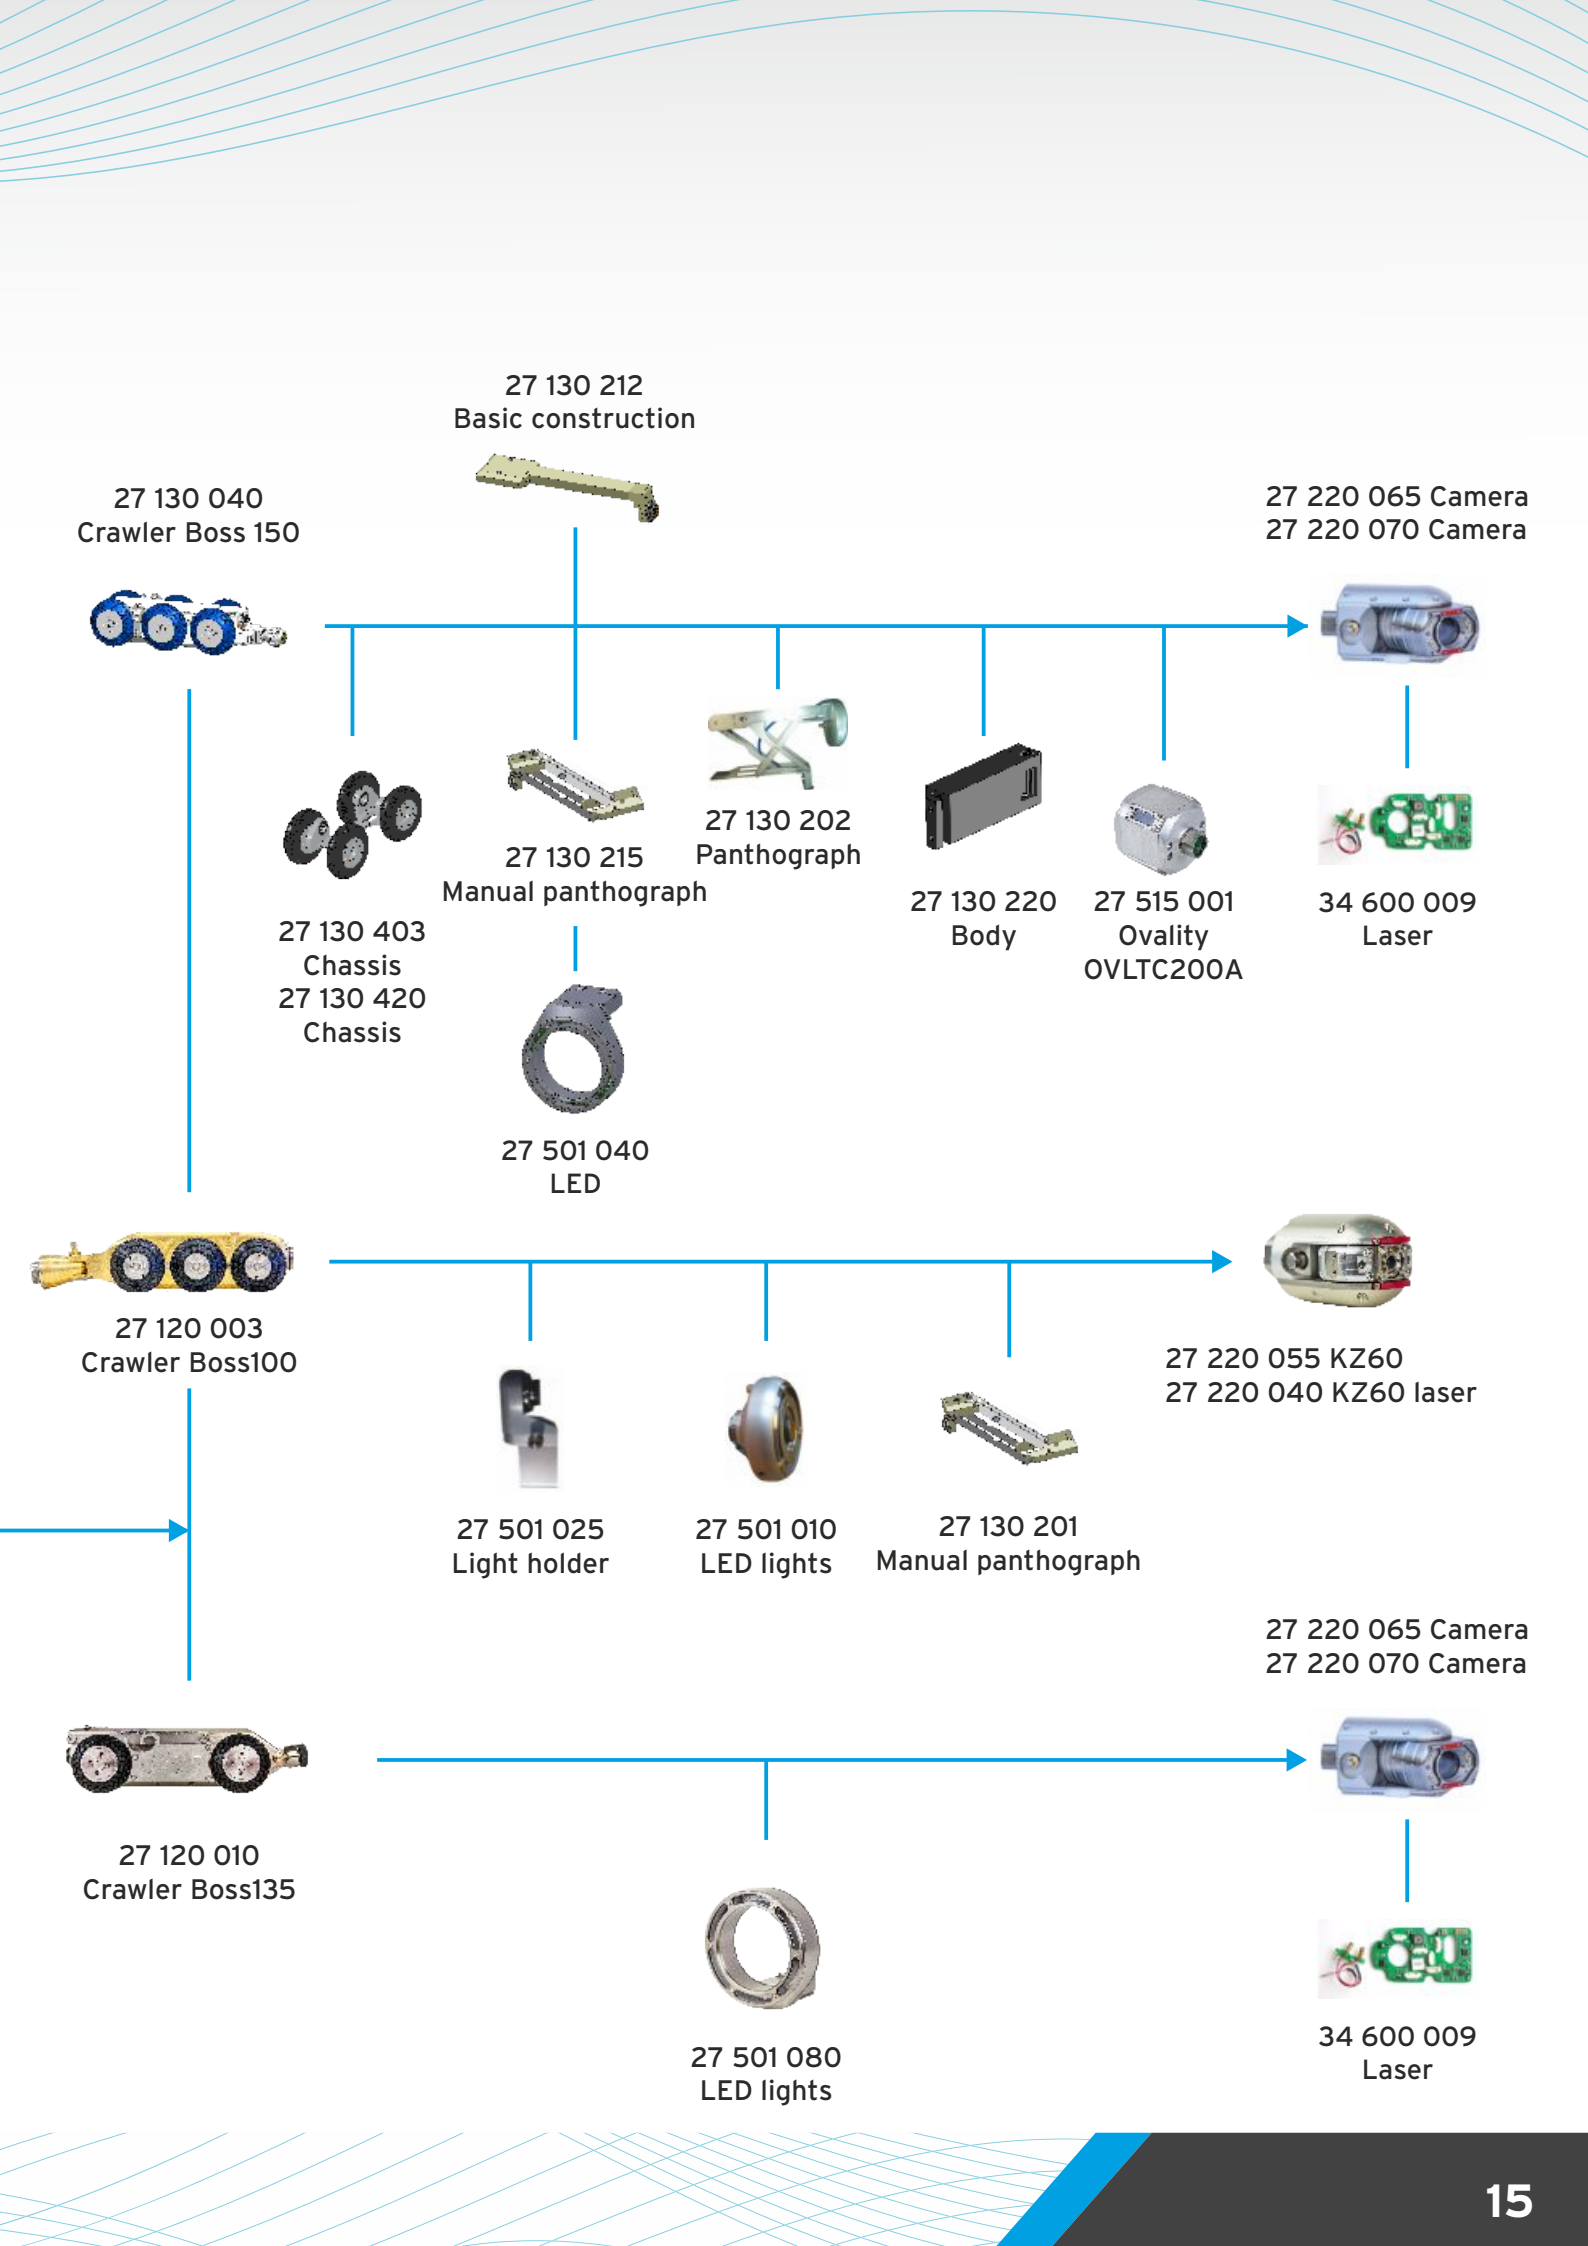 27 130 212
Basic construction
27 130 040
Crawler Boss 150
27 220 065 Camera
27 220 070 Camera
27 130 202
Panthograph
27 130 215
Manual panthograph
27 130 220
Body
27 515 001
Ovality
OVLTC200A
34 600 009
Laser
27 130 403
Chassis
27 130 420
Chassis
27 501 040
LED
27 120 003
Crawler Boss100
27 220 055 KZ60
27 220 040 KZ60 laser
27 501 025
Light holder
27 501 010
LED lights
27 130 201
Manual panthograph
27 220 065 Camera
27 220 070 Camera
27 120 010
Crawler Boss135
27 501 080
LED lights
34 600 009
Laser
15